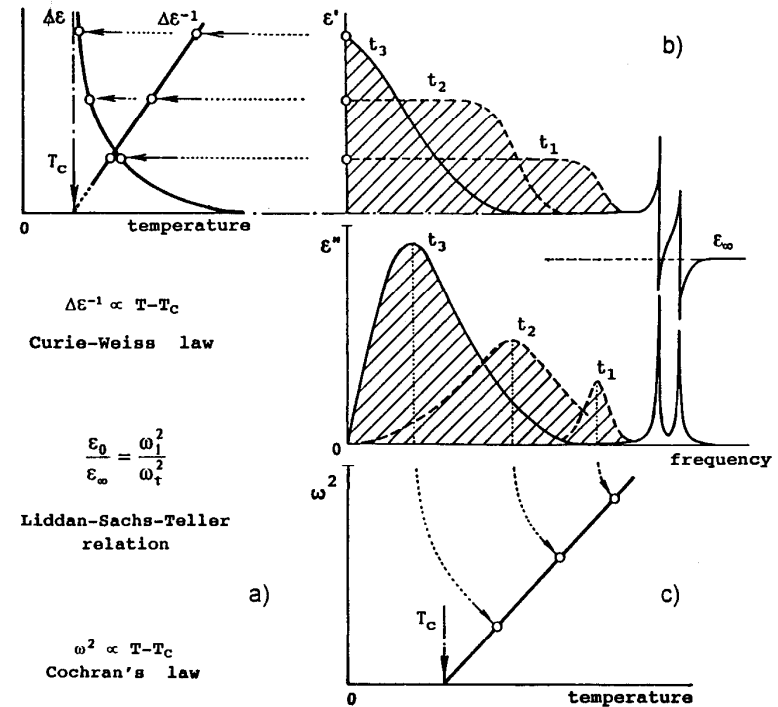 Δε
Δε⁻¹
T_c
0
temperature
ε'
t₃
t₂
t₁
b)
ε"
t₃
t₂
t₁
ε∞
0
frequency
Δε⁻¹ ∝ T-T_c
Curie-Weiss law
ε₀/ε∞ = ω_l²/ω_t²
Liddan-Sachs-Teller
relation
a)
ω² ∝ T-T_c
Cochran's law
ω²
T_c
c)
0
temperature